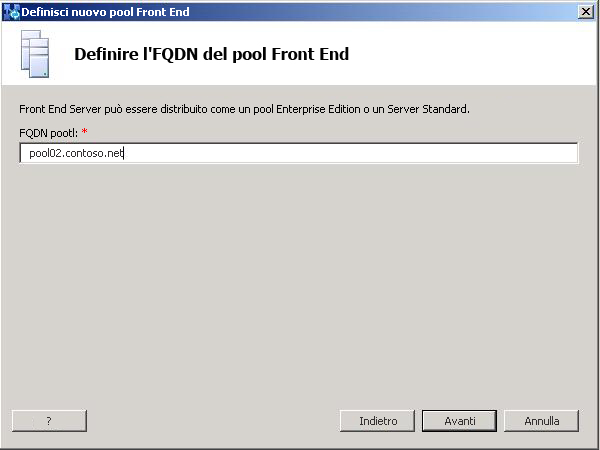 Definisci nuovo pool Front End
Definire l'FQDN del pool Front End
Front End Server può essere distribuito come un pool Enterprise Edition o un Server Standard.
FQDN pootl: *
pool02.contoso.net
? Indietro Avanti Annulla